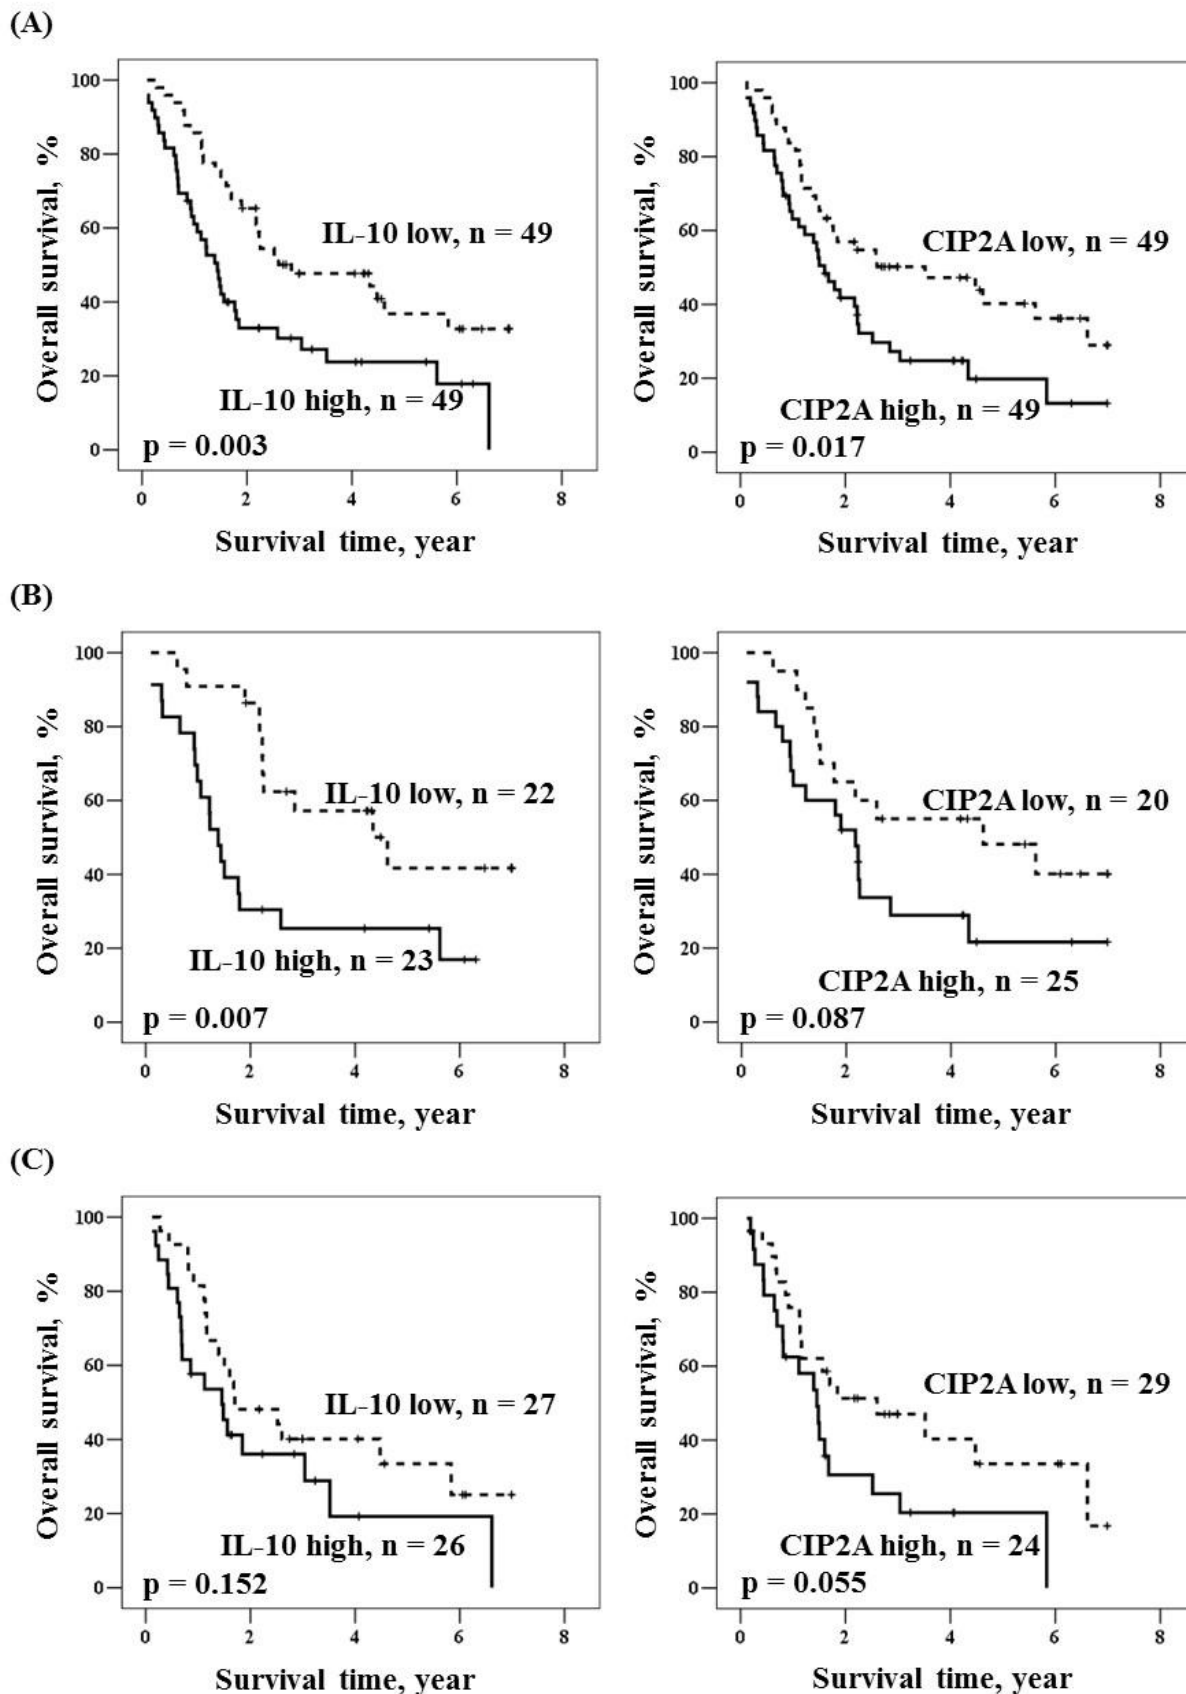 (A)
100
80
60
40
20
0
Overall survival, %
IL-10 low, n = 49
IL-10 high, n = 49
p = 0.003
0 2 4 6 8
Survival time, year
100
80
60
40
20
0
Overall survival, %
CIP2A low, n = 49
CIP2A high, n = 49
p = 0.017
0 2 4 6 8
Survival time, year
(B)
100
80
60
40
20
0
Overall survival, %
IL-10 low, n = 22
IL-10 high, n = 23
p = 0.007
0 2 4 6 8
Survival time, year
100
80
60
40
20
0
Overall survival, %
CIP2A low, n = 20
CIP2A high, n = 25
p = 0.087
0 2 4 6 8
Survival time, year
(C)
100
80
60
40
20
0
Overall survival, %
IL-10 low, n = 27
IL-10 high, n = 26
p = 0.152
0 2 4 6 8
Survival time, year
100
80
60
40
20
0
Overall survival, %
CIP2A low, n = 29
CIP2A high, n = 24
p = 0.055
0 2 4 6 8
Survival time, year